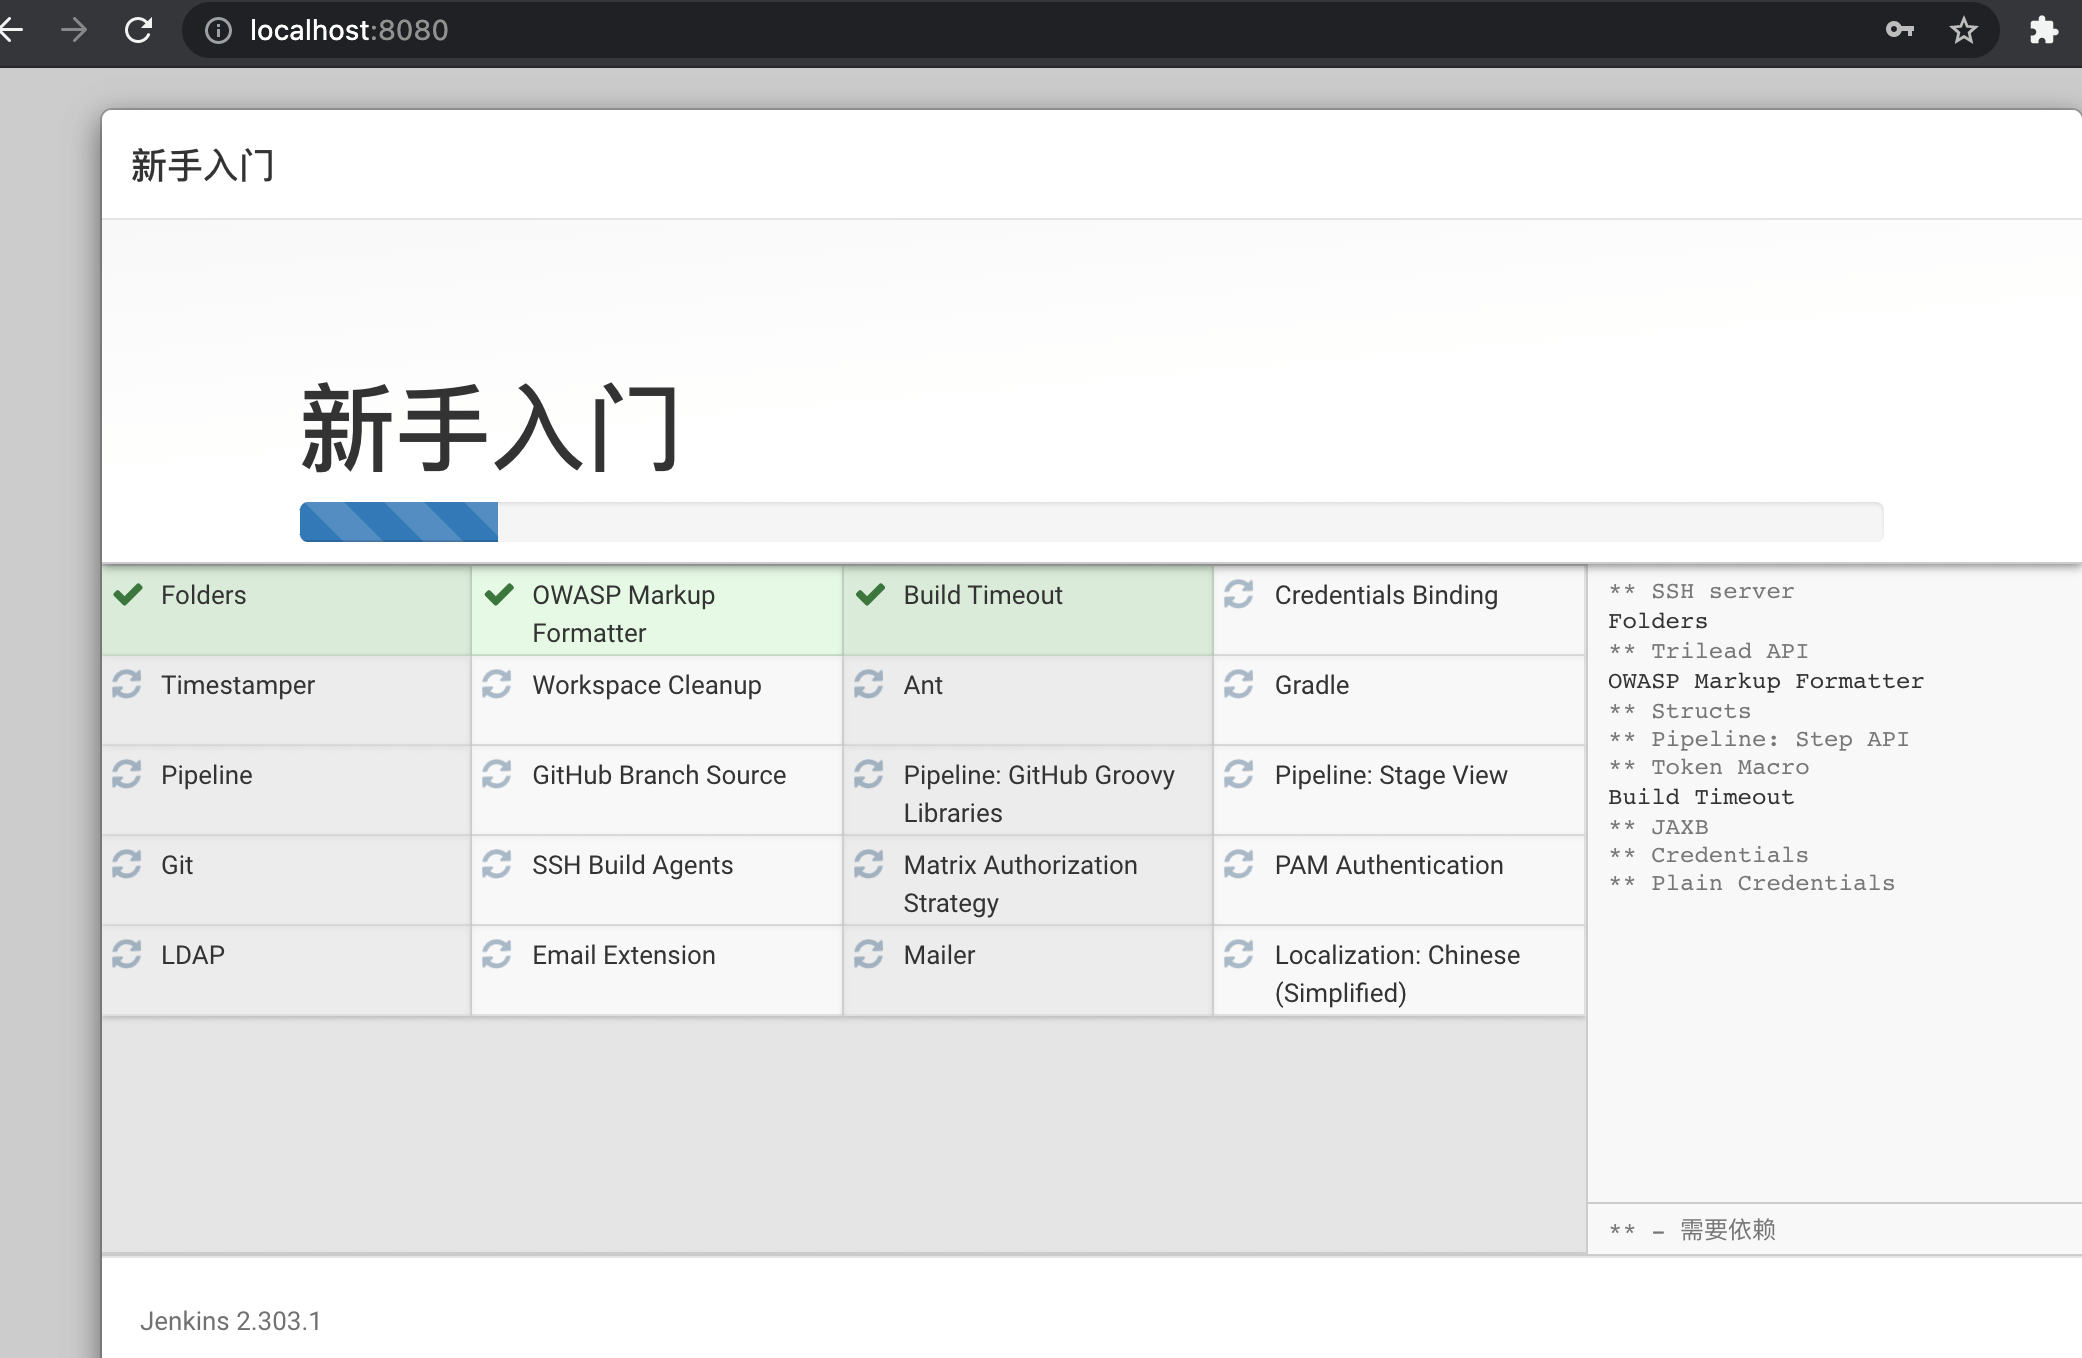 localhost:8080
新手入门
新手入门
Folders
OWASP Markup
Formatter
Build Timeout
Credentials Binding
Timestamper
Workspace Cleanup
Ant
Gradle
Pipeline
GitHub Branch Source
Pipeline: GitHub Groovy
Libraries
Pipeline: Stage View
Git
SSH Build Agents
Matrix Authorization
Strategy
PAM Authentication
LDAP
Email Extension
Mailer
Localization: Chinese
(Simplified)
** SSH server
Folders
** Trilead API
OWASP Markup Formatter
** Structs
** Pipeline: Step API
** Token Macro
Build Timeout
** JAXB
** Credentials
** Plain Credentials
** - 需要依赖
Jenkins 2.303.1